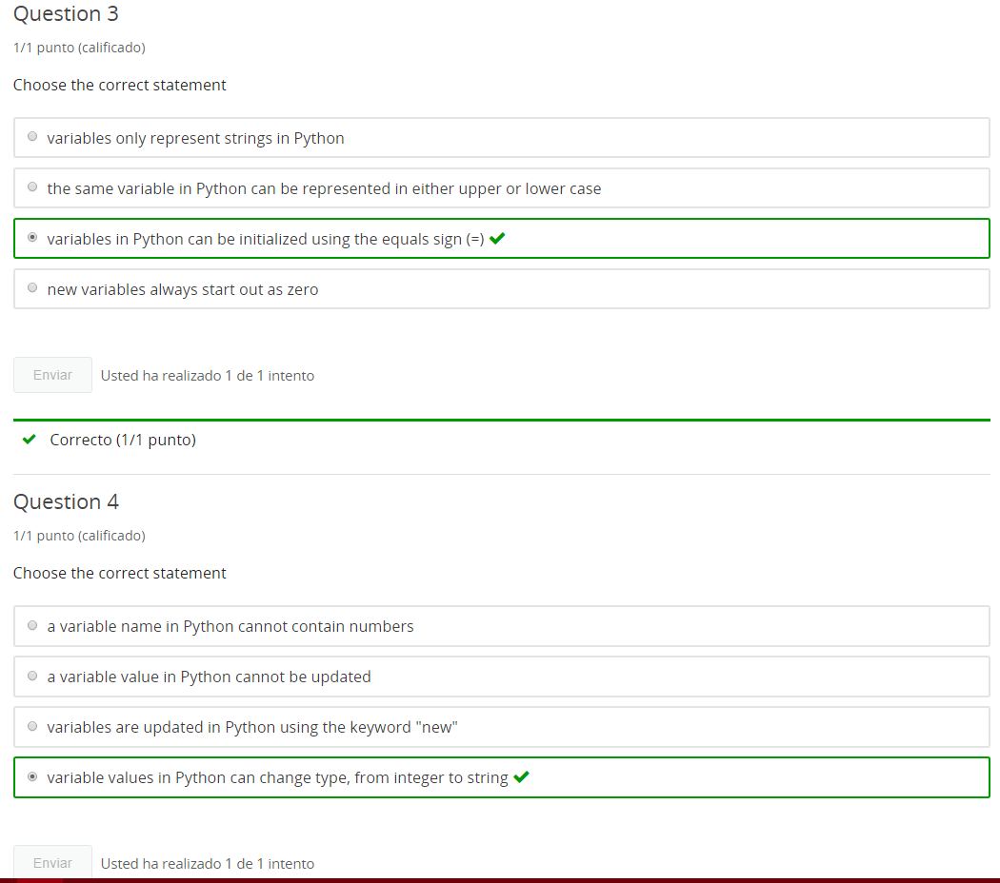 Question 3
1/1 punto (calificado)
Choose the correct statement
variables only represent strings in Python
the same variable in Python can be represented in either upper or lower case
variables in Python can be initialized using the equals sign (=)
new variables always start out as zero
Enviar Usted ha realizado 1 de 1 intento
Correcto (1/1 punto)
Question 4
1/1 punto (calificado)
Choose the correct statement
a variable name in Python cannot contain numbers
a variable value in Python cannot be updated
variables are updated in Python using the keyword "new"
variable values in Python can change type, from integer to string
Enviar Usted ha realizado 1 de 1 intento